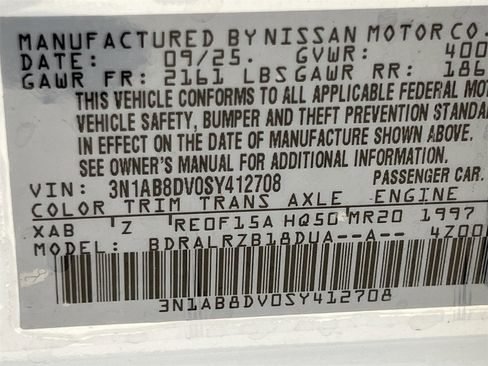 MANUFACTURED BY NISSAN MOTOR CO.
DATE: 09/25. GVWR: 400
GAWR FR: 2161 LBS GAWR RR: 186
THIS VEHICLE CONFORMS TO ALL APPLICABLE FEDERAL MOT
VEHICLE SAFETY, BUMPER AND THEFT PREVENTION STANDA
IN EFFECT ON THE DATE OF MANUFACTURE SHOWN ABOVE.
SEE OWNER'S MANUAL FOR ADDITIONAL INFORMATION.
VIN: 3N1AB8DV0SY412708 PASSENGER CAR.
COLOR TRIM TRANS AXLE ENGINE
XAB Z RE0F15A HQ50 MR20 1997
BDRALRZB18DUA--A-- 4Z00
3N1AB8DV0SY412708